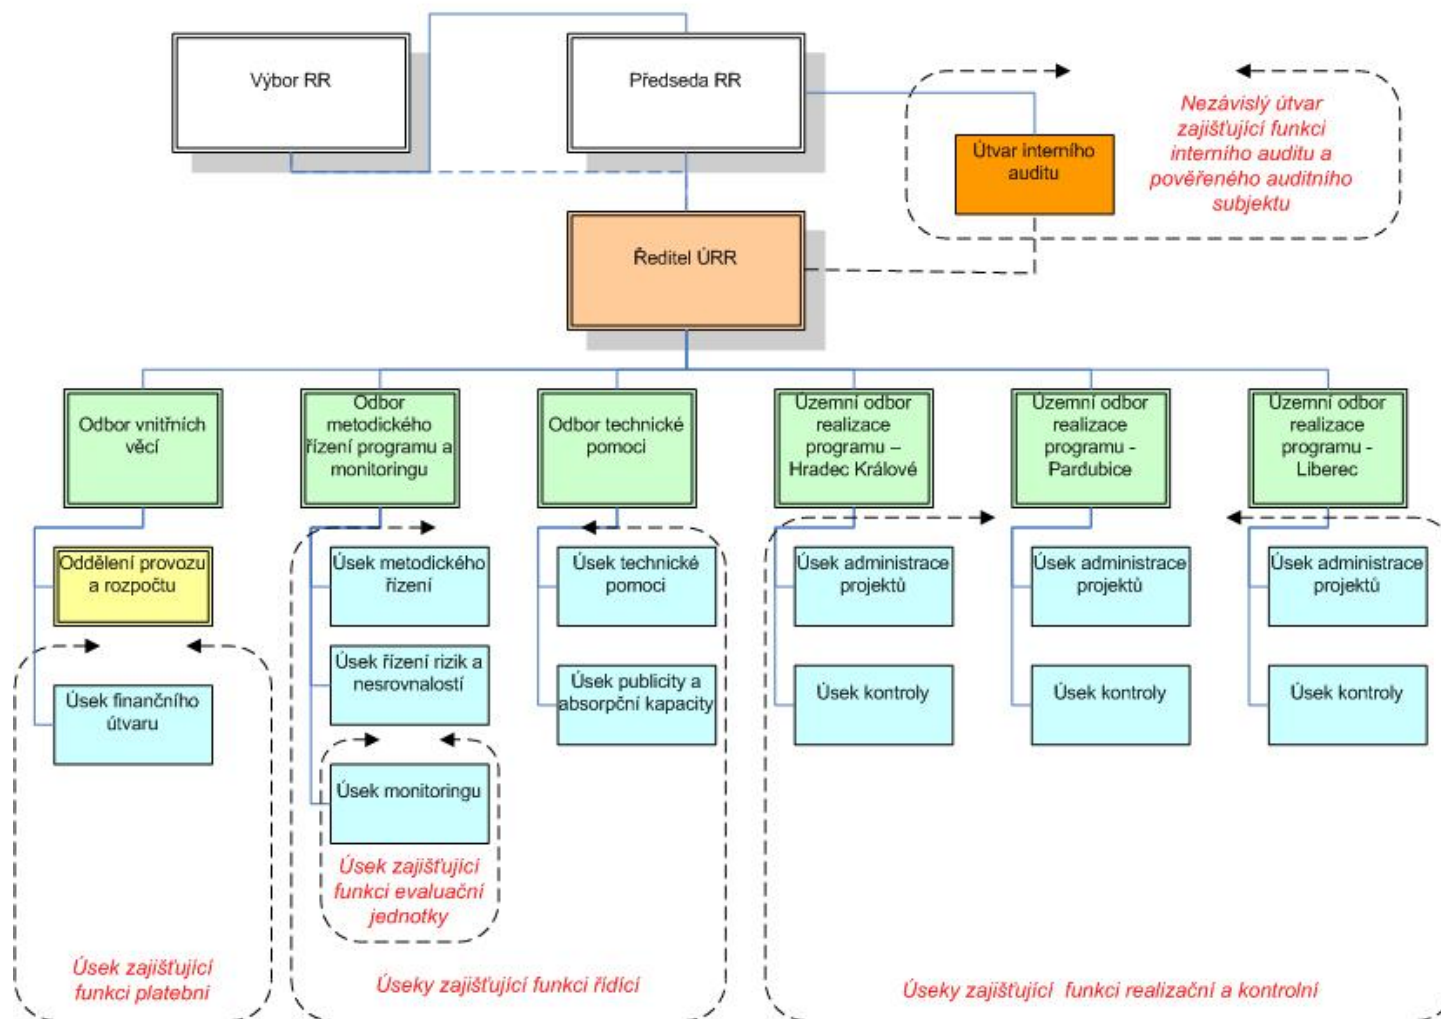 Výbor RR
Předseda RR
Nezávislý útvar
zajišťující funkci
interního auditu a
pověřeného auditního
subjektu
Útvar interního
auditu
Ředitel ÚRR
Odbor vnitřních
věcí
Odbor
metodického
řízení programu a
monitoringu
Odbor technické
pomoci
Územní odbor
realizace
programu –
Hradec Králové
Územní odbor
realizace
programu -
Pardubice
Územní odbor
realizace
programu -
Liberec
Oddělení provozu
a rozpočtu
Úsek metodického
řízení
Úsek technické
pomoci
Úsek administrace
projektů
Úsek administrace
projektů
Úsek administrace
projektů
Úsek finančního
útvaru
Úsek řízení rizik a
nesrovnalostí
Úsek publicity a
absorpční kapacity
Úsek kontroly
Úsek kontroly
Úsek kontroly
Úsek monitoringu
Úsek zajišťující
funkci evaluační
jednotky
Úsek zajišťující
funkci platební
Úseky zajišťující funkci řídící
Úseky zajišťující  funkci realizační a kontrolní